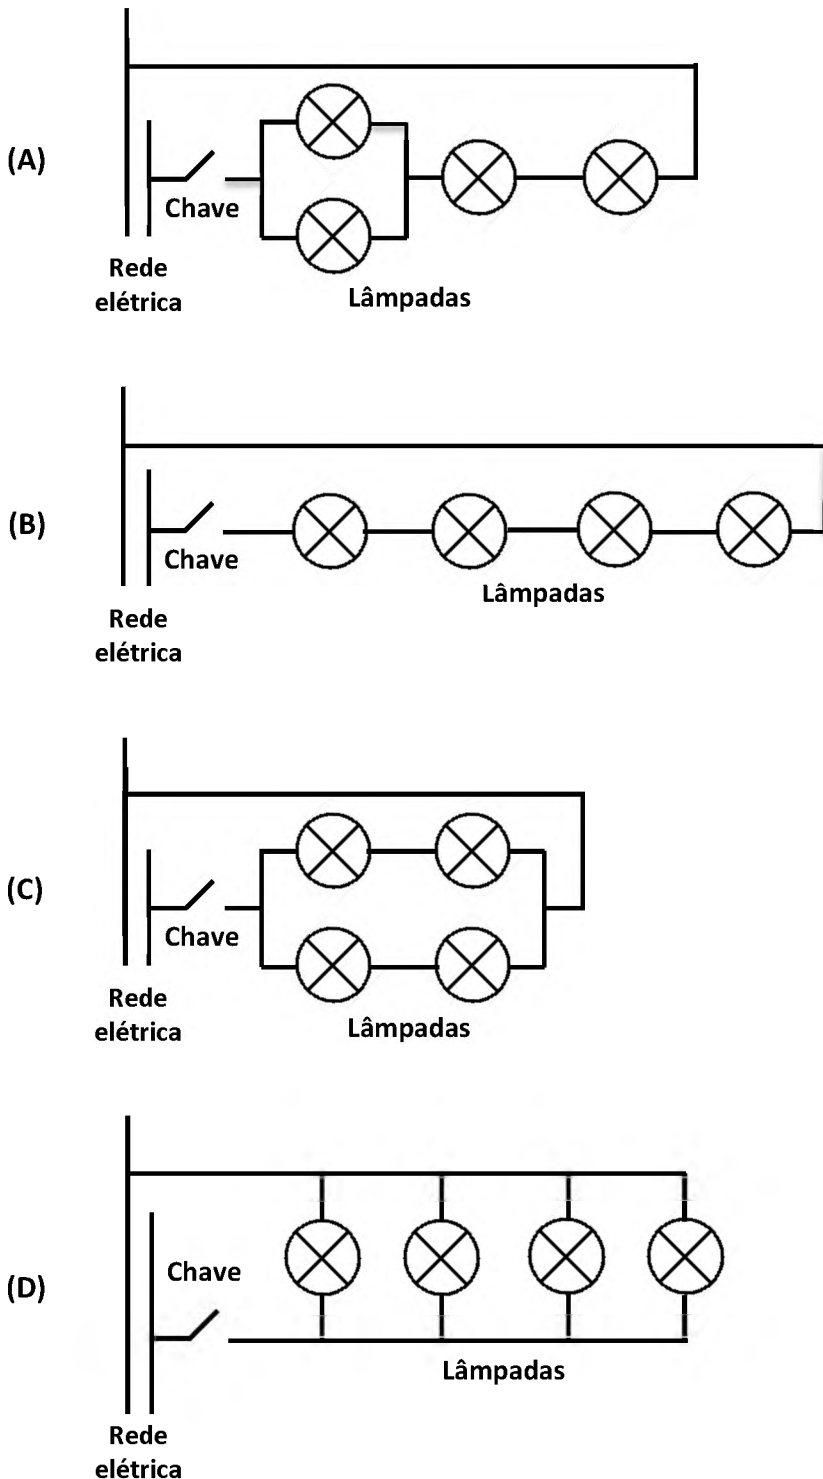 (A)
Chave
Rede
elétrica
Lâmpadas
(B)
Chave
Lâmpadas
Rede
elétrica
(C)
Chave
Rede
elétrica
Lâmpadas
(D)
Chave
Lâmpadas
Rede
elétrica